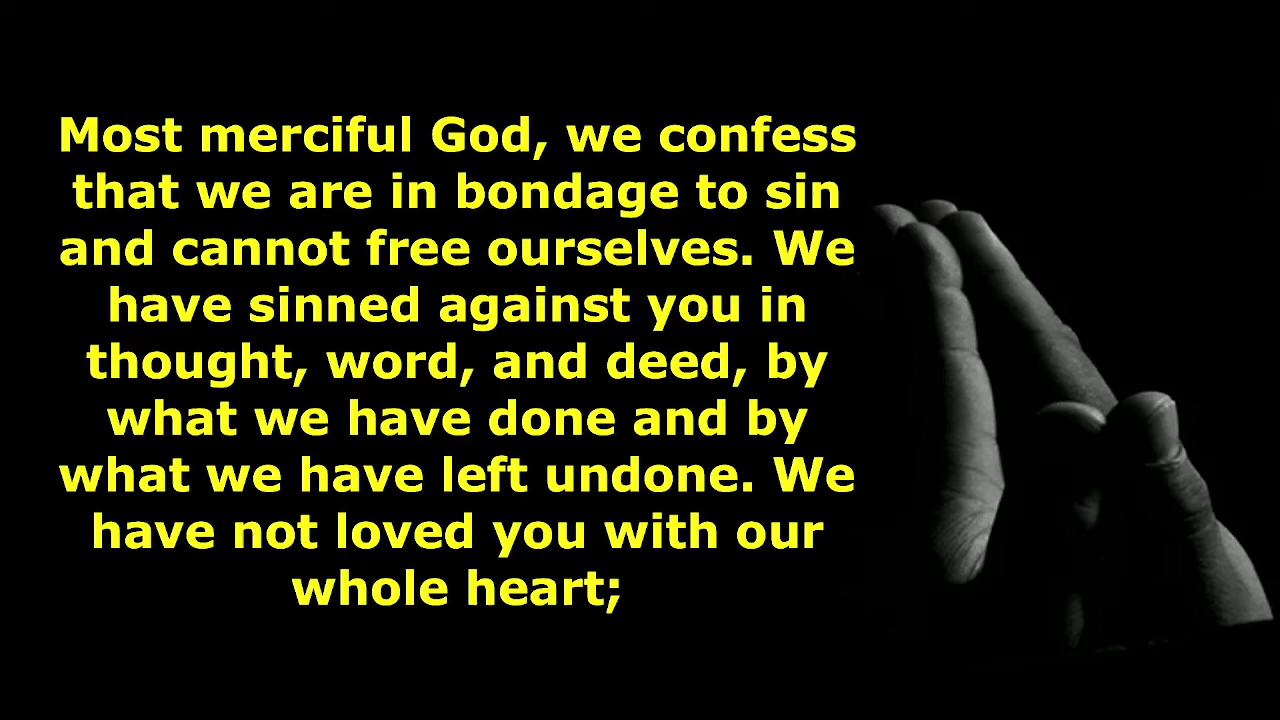 Most merciful God, we confess
that we are in bondage to sin
and cannot free ourselves. We
have sinned against you in
thought, word, and deed, by
what we have done and by
what we have left undone. We
have not loved you with our
whole heart;